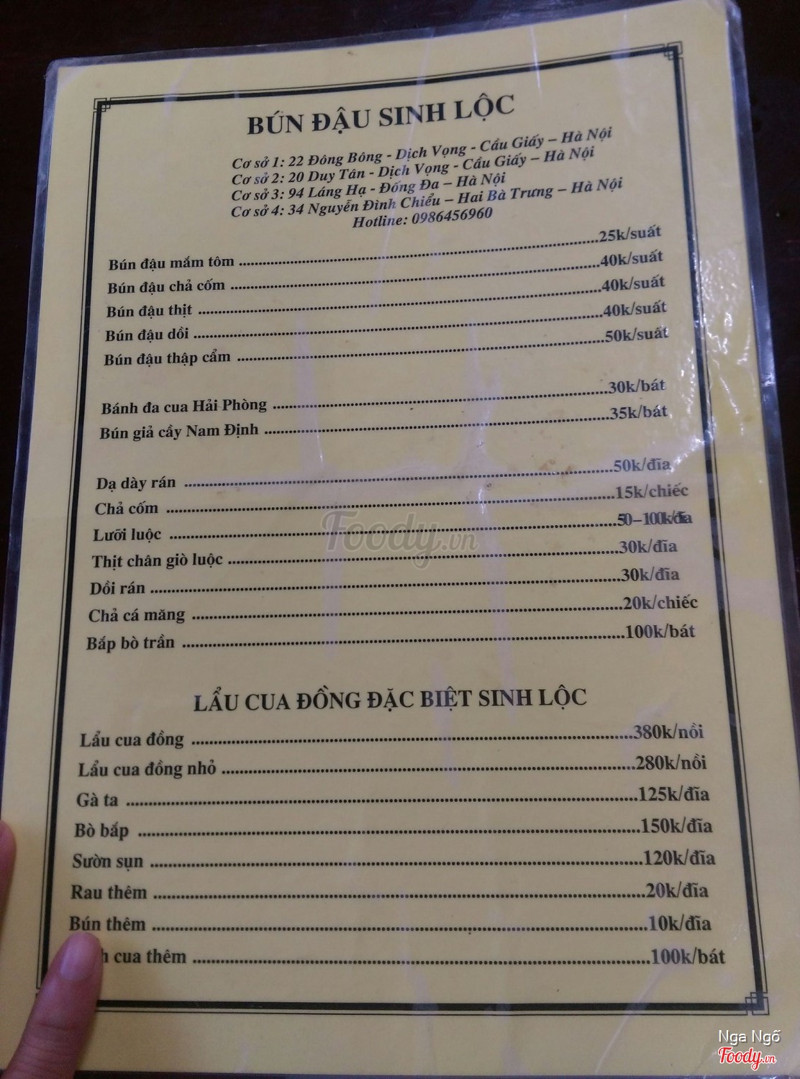 BÚN ĐẬU SINH LỘC
Cơ sở 1: 22 Đông Bông - Dịch Vọng - Cầu Giấy – Hà Nội
Cơ sở 2: 20 Duy Tân - Dịch Vọng - Cầu Giấy – Hà Nội
Cơ sở 3: 94 Láng Hạ - Đống Đa – Hà Nội
Cơ sở 4: 34 Nguyễn Đình Chiểu – Hai Bà Trưng – Hà Nội
Hotline: 0986456960
Bún đậu mắm tôm ... 25k/suất
Bún đậu chả cốm ... 40k/suất
Bún đậu thịt ... 40k/suất
Bún đậu dồi ... 40k/suất
Bún đậu thập cẩm ... 50k/suất
Bánh đa cua Hải Phòng ... 30k/bát
Bún giả cầy Nam Định ... 35k/bát
Dạ dày rán ... 50k/đĩa
Chả cốm ... 15k/chiếc
Lưỡi luộc ... 50–100k/đĩa
Thịt chân giò luộc ... 30k/đĩa
Dồi rán ... 30k/đĩa
Chả cá măng ... 20k/chiếc
Bắp bò trần ... 100k/bát
Foody.vn
LẨU CUA ĐỒNG ĐẶC BIỆT SINH LỘC
Lẩu cua đồng ... 380k/nồi
Lẩu cua đồng nhỏ ... 280k/nồi
Gà ta ... 125k/đĩa
Bò bắp ... 150k/đĩa
Sườn sụn ... 120k/đĩa
Rau thêm ... 20k/đĩa
Bún thêm ... 10k/đĩa
cua thêm ... 100k/bát
Nga Ngố
Foody.vn